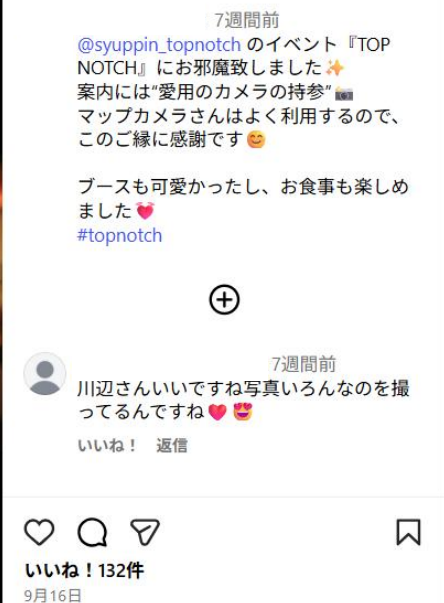 7週間前
@syuppin_topnotch のイベント『TOP
NOTCH』にお邪魔致しました✨
案内には“愛用のカメラの持参”📷
マップカメラさんはよく利用するので、
このご縁に感謝です😊
ブースも可愛かったし、お食事も楽しめ
ました💓
#topnotch
7週間前
川辺さんいいですね写真いろんなのを撮
ってるんですね❤️😍
いいね！ 返信
いいね！132件
9月16日